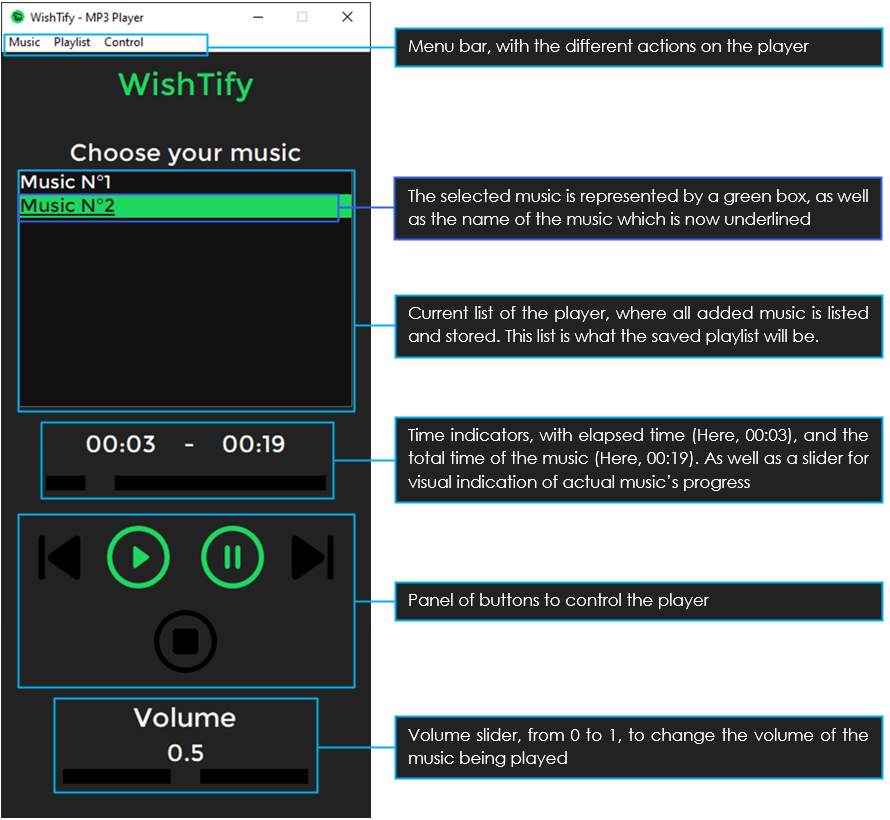 WishTify - MP3 Player
Music Playlist Control
Menu bar, with the different actions on the player
WishTify
Choose your music
Music N°1
Music N°2
The selected music is represented by a green box, as well
as the name of the music which is now underlined
Current list of the player, where all added music is listed
and stored. This list is what the saved playlist will be.
00:03 - 00:19
Time indicators, with elapsed time (Here, 00:03), and the
total time of the music (Here, 00:19). As well as a slider for
visual indication of actual music’s progress
Panel of buttons to control the player
Volume
0.5
Volume slider, from 0 to 1, to change the volume of the
music being played